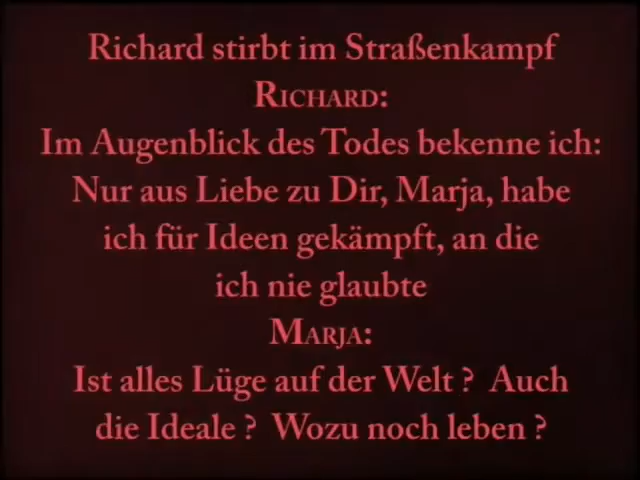 Richard stirbt im Straßenkampf
RICHARD:
Im Augenblick des Todes bekenne ich:
Nur aus Liebe zu Dir, Marja, habe
ich für Ideen gekämpft, an die
ich nie glaubte
MARJA:
Ist alles Lüge auf der Welt ? Auch
die Ideale ? Wozu noch leben ?